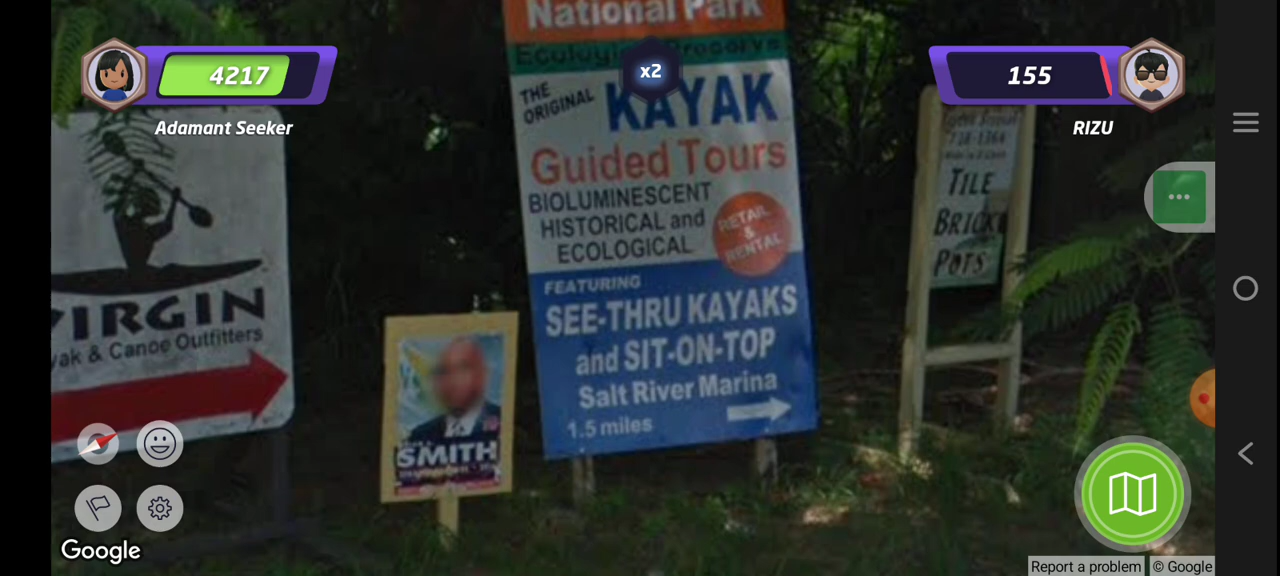 National Park
Ecological Preserve
THE
ORIGINAL
KAYAK
Guided Tours
BIOLUMINESCENT
HISTORICAL and
ECOLOGICAL
RETAIL
&
RENTAL
FEATURING
SEE-THRU KAYAKS
and SIT-ON-TOP
Salt River Marina
1.5 miles
x2
4217
Adamant Seeker
155
RIZU
VIRGIN
yak & Canoe Outfitters
SMITH
TILE
BRICK
POTS
Google
Report a problem
© Google